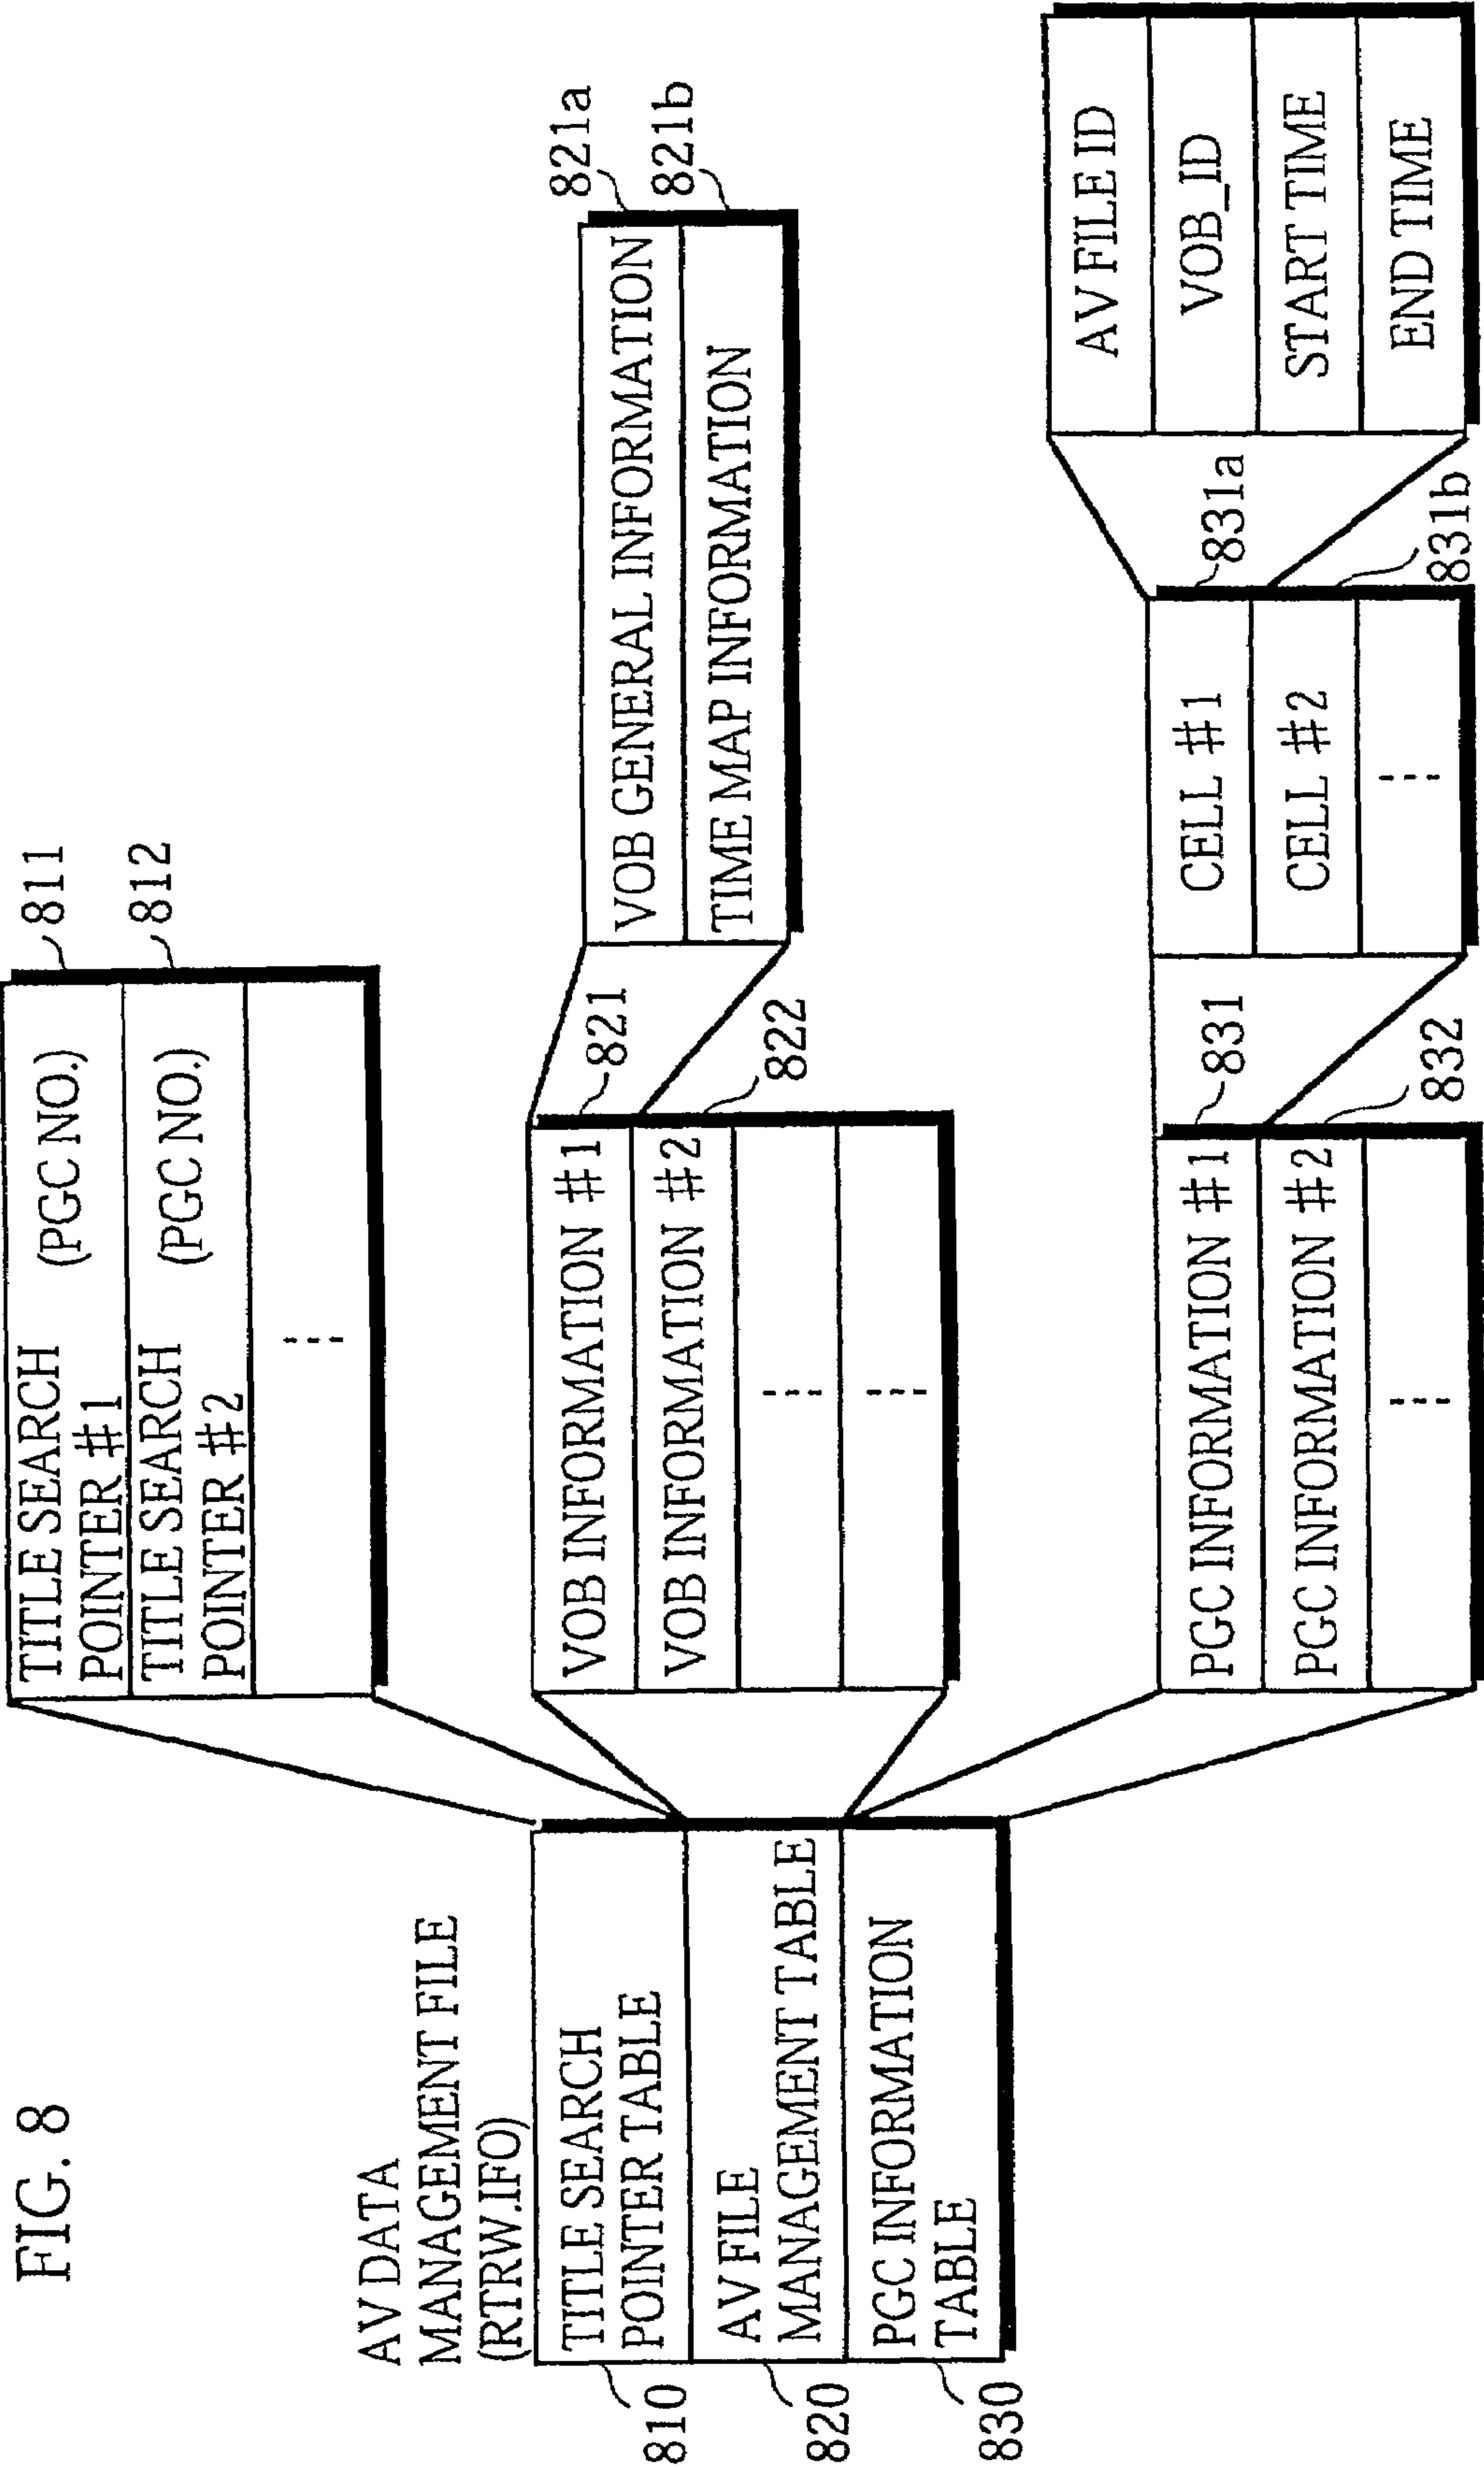 FIG. 8
AV DATA
MANAGEMENT FILE
(RTRW.IFO)
810
TITLE SEARCH
POINTER TABLE
820
AV FILE
MANAGEMENT TABLE
830
PGC INFORMATION
TABLE
TITLE SEARCH
POINTER #1
(PGC NO.)
811
TITLE SEARCH
POINTER #2
(PGC NO.)
812
...
VOB INFORMATION #1
821
VOB INFORMATION #2
822
...
...
VOB GENERAL INFORMATION
821a
TIME MAP INFORMATION
821b
PGC INFORMATION #1
831
PGC INFORMATION #2
832
...
CELL #1
831a
CELL #2
831b
...
AV FILE ID
VOB_ID
START TIME
END TIME